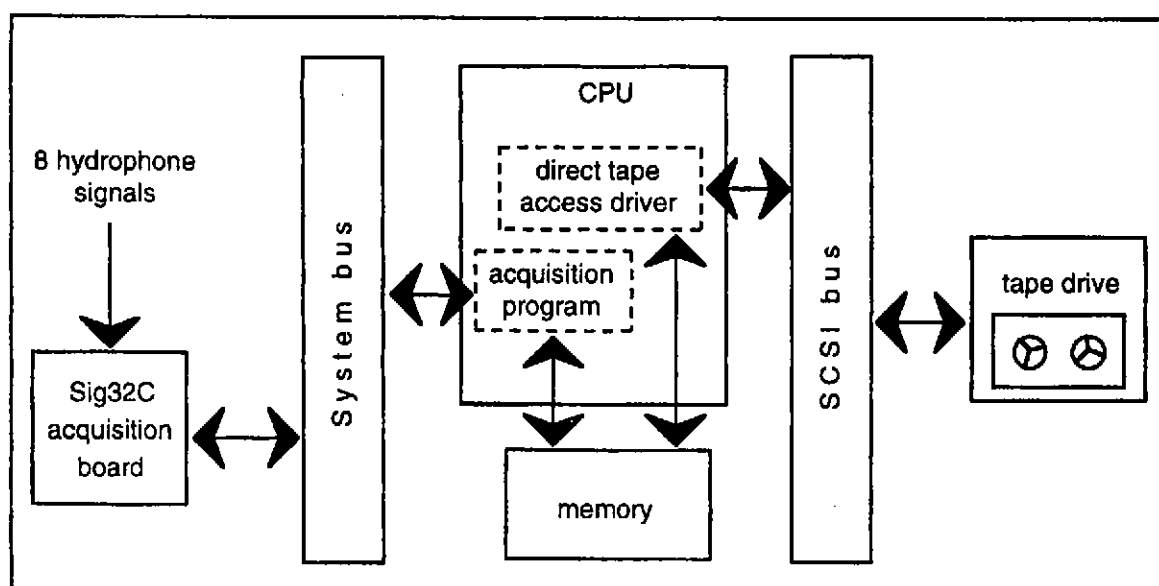 8 hydrophone
signals
Sig32C
acquisition
board
System bus
CPU
direct tape
access driver
acquisition
program
memory
SCSI bus
tape drive